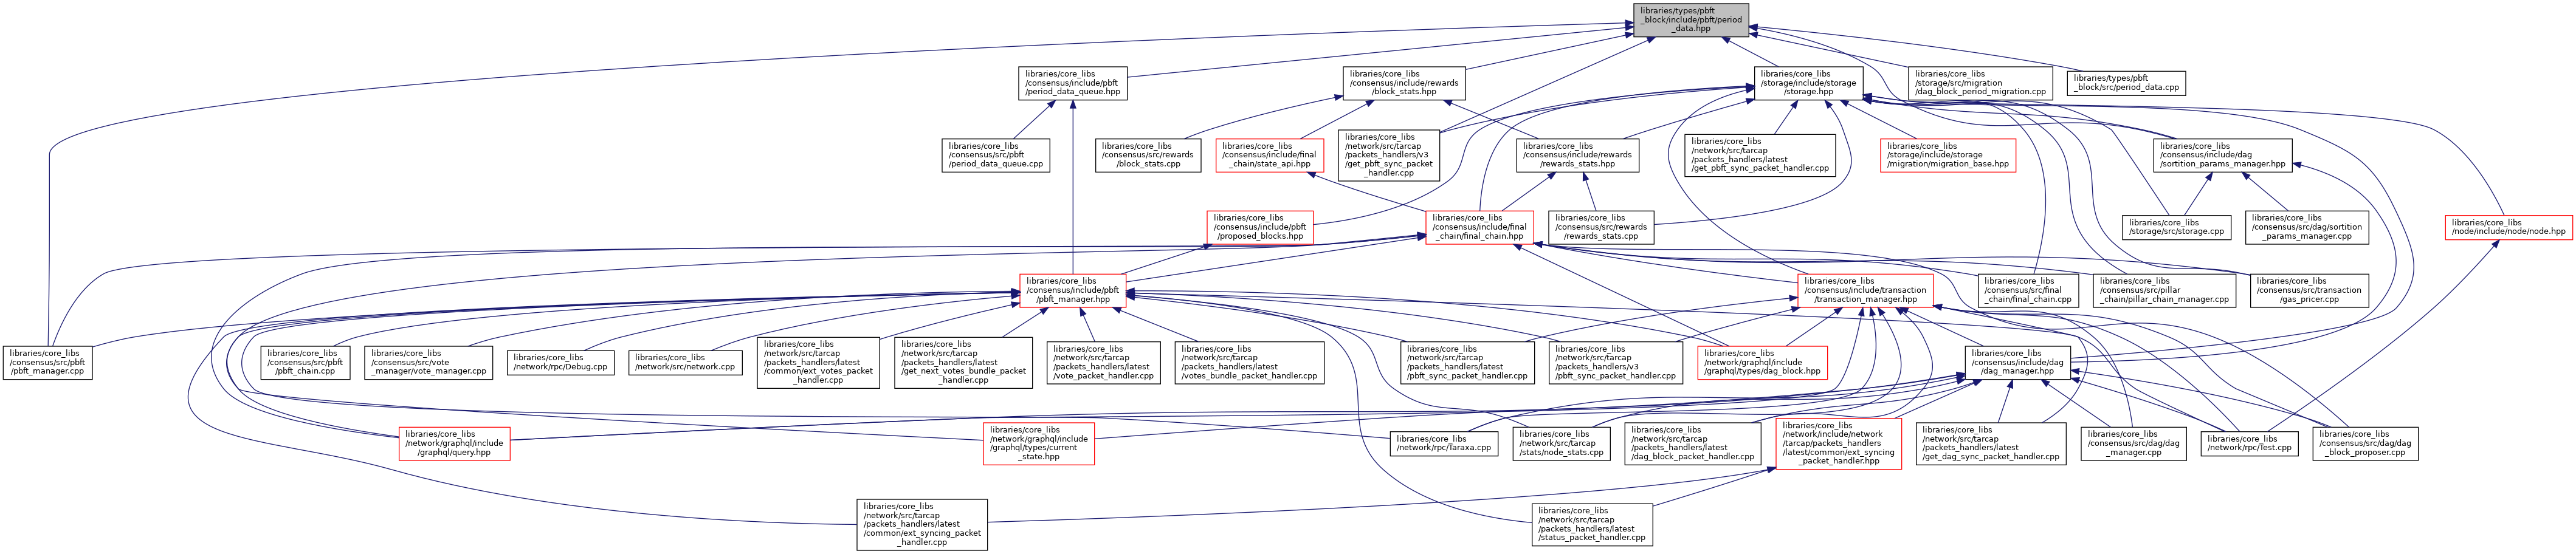 libraries/types/pbft
_block/include/pbft/period
_data.hpp
libraries/core_libs
/consensus/include/pbft
/period_data_queue.hpp
libraries/core_libs
/consensus/include/rewards
/block_stats.hpp
libraries/core_libs
/storage/include/storage
/storage.hpp
libraries/core_libs
/storage/src/migration
/dag_block_period_migration.cpp
libraries/types/pbft
_block/src/period_data.cpp
libraries/core_libs
/consensus/src/pbft
/period_data_queue.cpp
libraries/core_libs
/consensus/src/rewards
/block_stats.cpp
libraries/core_libs
/consensus/include/final
_chain/state_api.hpp
libraries/core_libs
/network/src/tarcap
/packets_handlers/v3
/get_pbft_sync_packet
_handler.cpp
libraries/core_libs
/consensus/include/rewards
/rewards_stats.hpp
libraries/core_libs
/network/src/tarcap
/packets_handlers/latest
/get_pbft_sync_packet_handler.cpp
libraries/core_libs
/storage/include/storage
/migration/migration_base.hpp
libraries/core_libs
/consensus/include/dag
/sortition_params_manager.hpp
libraries/core_libs
/consensus/include/pbft
/proposed_blocks.hpp
libraries/core_libs
/consensus/include/final
_chain/final_chain.hpp
libraries/core_libs
/consensus/src/rewards
/rewards_stats.cpp
libraries/core_libs
/storage/src/storage.cpp
libraries/core_libs
/consensus/src/dag/sortition
_params_manager.cpp
libraries/core_libs
/node/include/node/node.hpp
libraries/core_libs
/consensus/include/pbft
/pbft_manager.hpp
libraries/core_libs
/consensus/include/transaction
/transaction_manager.hpp
libraries/core_libs
/consensus/src/final
_chain/final_chain.cpp
libraries/core_libs
/consensus/src/pillar
_chain/pillar_chain_manager.cpp
libraries/core_libs
/consensus/src/transaction
/gas_pricer.cpp
libraries/core_libs
/consensus/src/pbft
/pbft_manager.cpp
libraries/core_libs
/consensus/src/pbft
/pbft_chain.cpp
libraries/core_libs
/consensus/src/vote
_manager/vote_manager.cpp
libraries/core_libs
/network/rpc/Debug.cpp
libraries/core_libs
/network/src/network.cpp
libraries/core_libs
/network/src/tarcap
/packets_handlers/latest
/common/ext_votes_packet
_handler.cpp
libraries/core_libs
/network/src/tarcap
/packets_handlers/latest
/get_next_votes_bundle_packet
_handler.cpp
libraries/core_libs
/network/src/tarcap
/packets_handlers/latest
/vote_packet_handler.cpp
libraries/core_libs
/network/src/tarcap
/packets_handlers/latest
/votes_bundle_packet_handler.cpp
libraries/core_libs
/network/src/tarcap
/packets_handlers/latest
/pbft_sync_packet_handler.cpp
libraries/core_libs
/network/src/tarcap
/packets_handlers/v3
/pbft_sync_packet_handler.cpp
libraries/core_libs
/network/graphql/include
/graphql/types/dag_block.hpp
libraries/core_libs
/consensus/include/dag
/dag_manager.hpp
libraries/core_libs
/network/graphql/include
/graphql/query.hpp
libraries/core_libs
/network/graphql/include
/graphql/types/current
_state.hpp
libraries/core_libs
/network/rpc/Taraxa.cpp
libraries/core_libs
/network/src/tarcap
/stats/node_stats.cpp
libraries/core_libs
/network/src/tarcap
/packets_handlers/latest
/dag_block_packet_handler.cpp
libraries/core_libs
/network/include/network
/tarcap/packets_handlers
/latest/common/ext_syncing
_packet_handler.hpp
libraries/core_libs
/network/src/tarcap
/packets_handlers/latest
/get_dag_sync_packet_handler.cpp
libraries/core_libs
/consensus/src/dag/dag
_manager.cpp
libraries/core_libs
/network/rpc/Test.cpp
libraries/core_libs
/consensus/src/dag/dag
_block_proposer.cpp
libraries/core_libs
/network/src/tarcap
/packets_handlers/latest
/common/ext_syncing_packet
_handler.cpp
libraries/core_libs
/network/src/tarcap
/packets_handlers/latest
/status_packet_handler.cpp